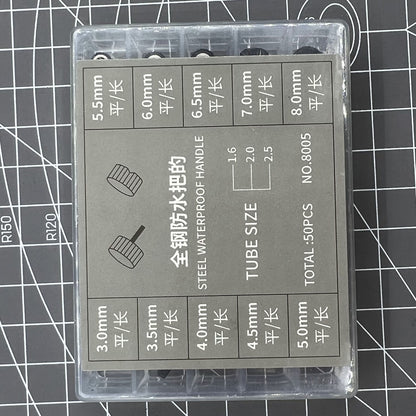 5.5mm
平/长
6.0mm
平/长
6.5mm
平/长
7.0mm
平/长
8.0mm
平/长
全钢防水把的
STEEL WATERPROOF HANDLE
TUBE SIZE
1.6
2.0
2.5
TOTAL:50PCS NO.8005
3.0mm
平/长
3.5mm
平/长
4.0mm
平/长
4.5mm
平/长
5.0mm
平/长
R150
R120